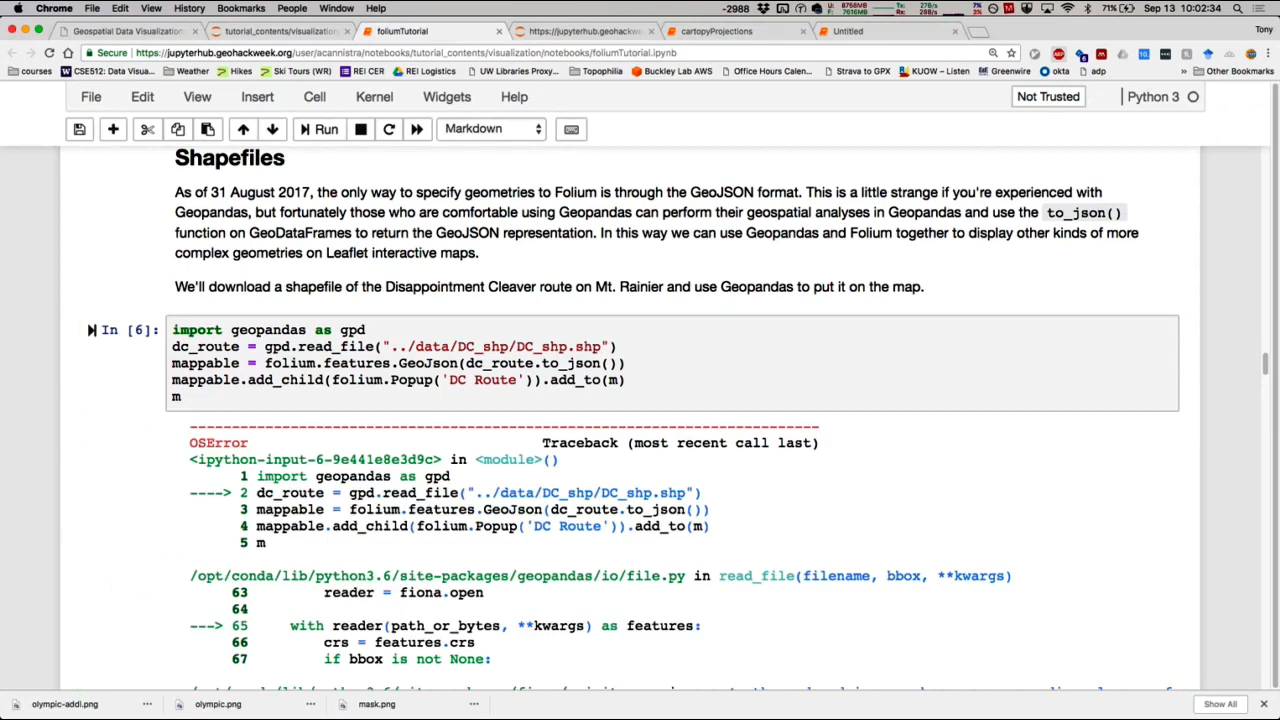 Chrome File Edit View History Bookmarks People Window Help -2988 71% Sep 13 10:02:34
Geospatial Data Visualization tutorial_contents/visualization foliumTutorial https://jupyterhub.geohackweek cartopyProjections Untitled Tony
Secure https://jupyterhub.geohackweek.org/user/acannistra/notebooks/tutorial_contents/visualization/notebooks/foliumTutorial.ipynb
courses CSE512: Data Visua... Weather Hikes Ski Tours (WR) REI CER REI Logistics UW Libraries Proxy... Topophilia Buckley Lab AWS Office Hours Calen... Strava to GPX KUOW – Listen Greenwire okta adp » Other Bookmarks
File Edit View Insert Cell Kernel Widgets Help Not Trusted Python 3
Run Markdown
Shapefiles
As of 31 August 2017, the only way to specify geometries to Folium is through the GeoJSON format. This is a little strange if you're experienced with
Geopandas, but fortunately those who are comfortable using Geopandas can perform their geospatial analyses in Geopandas and use the to_json()
function on GeoDataFrames to return the GeoJSON representation. In this way we can use Geopandas and Folium together to display other kinds of more
complex geometries on Leaflet interactive maps.
We'll download a shapefile of the Disappointment Cleaver route on Mt. Rainier and use Geopandas to put it on the map.
In [6]: import geopandas as gpd
dc_route = gpd.read_file("../data/DC_shp/DC_shp.shp")
mappable = folium.features.GeoJson(dc_route.to_json())
mappable.add_child(folium.Popup('DC Route')).add_to(m)
m
---------------------------------------------------------------------------
OSError Traceback (most recent call last)
<ipython-input-6-9e441e8e3d9c> in <module>()
1 import geopandas as gpd
----> 2 dc_route = gpd.read_file("../data/DC_shp/DC_shp.shp")
3 mappable = folium.features.GeoJson(dc_route.to_json())
4 mappable.add_child(folium.Popup('DC Route')).add_to(m)
5 m
/opt/conda/lib/python3.6/site-packages/geopandas/io/file.py in read_file(filename, bbox, **kwargs)
63 reader = fiona.open
64
---> 65 with reader(path_or_bytes, **kwargs) as features:
66 crs = features.crs
67 if bbox is not None:
olympic-addl.png ... olympic.png ... mask.png ... Show All